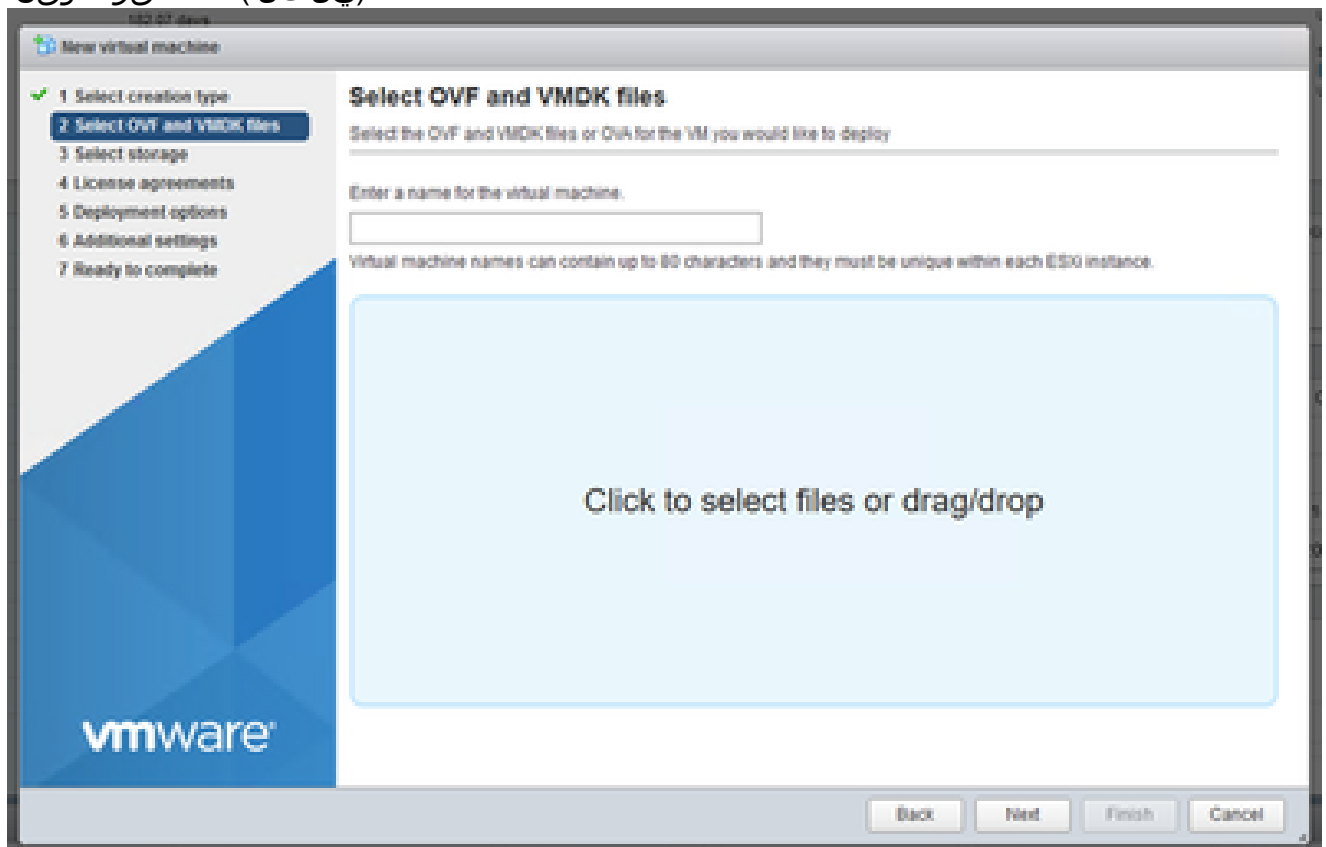 182.07 days
New virtual machine
1 Select creation type
2 Select OVF and VMDK files
3 Select storage
4 License agreements
5 Deployment options
6 Additional settings
7 Ready to complete
Select OVF and VMDK files
Select the OVF and VMDK files or OVA for the VM you would like to deploy
Enter a name for the virtual machine.
Virtual machine names can contain up to 80 characters and they must be unique within each ESXi instance.
Click to select files or drag/drop
vmware
Back
Next
Finish
Cancel